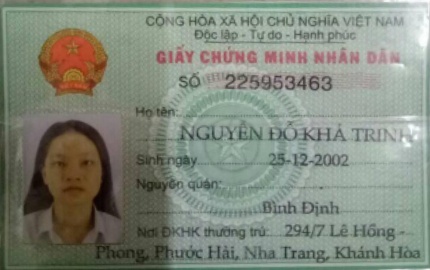 CỘNG HÒA XÃ HỘI CHỦ NGHĨA VIỆT NAM
Độc lập - Tự do - Hạnh phúc
GIẤY CHỨNG MINH NHÂN DÂN
SỐ 225953463
Họ tên:
NGUYỄN ĐỖ KHẢ TRINH
Sinh ngày 25-12-2002
Nguyên quán:
Bình Định
Nơi ĐKHK thường trú: 294/7 Lê Hồng -
Phong, Phước Hải, Nha Trang, Khánh Hòa